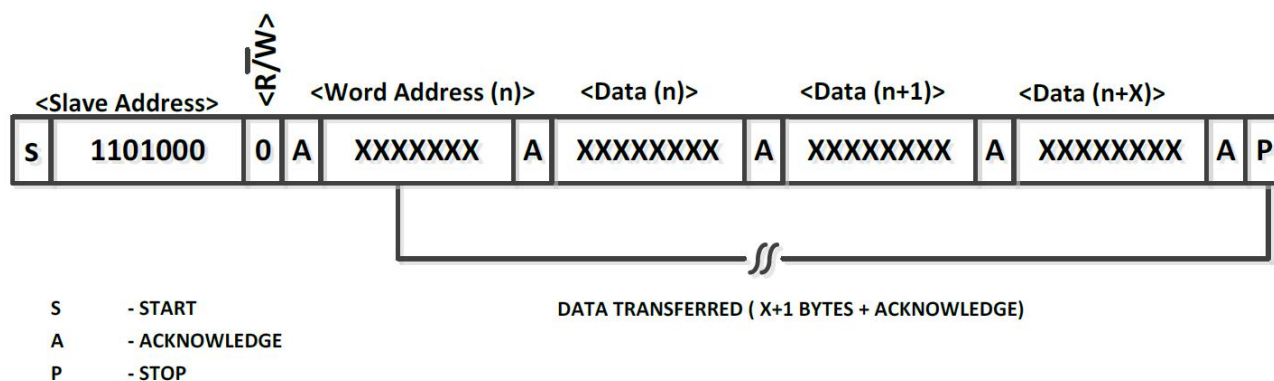 <R/W>
<Slave Address> <Word Address (n)> <Data (n)> <Data (n+1)> <Data (n+X)>
S 1101000 0 A XXXXXXX A XXXXXXXX A XXXXXXXX A XXXXXXXX A P
S - START
DATA TRANSFERRED ( X+1 BYTES + ACKNOWLEDGE)
A - ACKNOWLEDGE
P - STOP